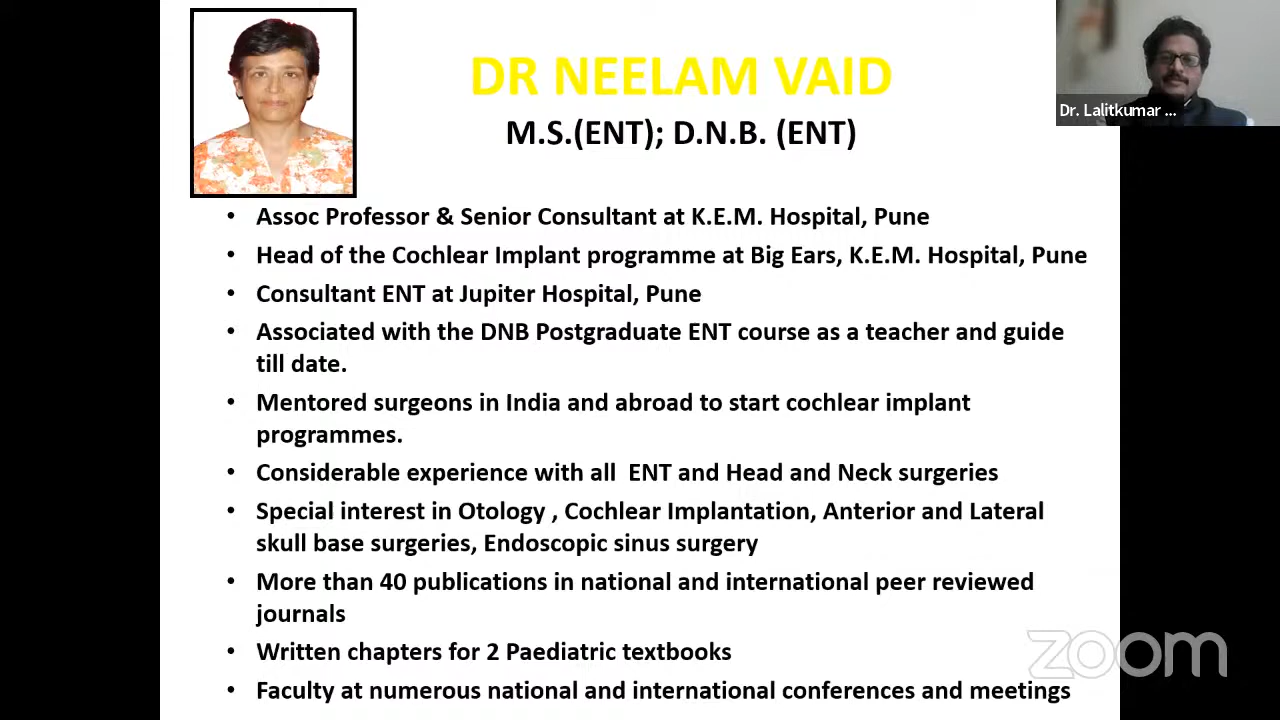 DR NEELAM VAID
M.S.(ENT); D.N.B. (ENT)
Dr. Lalitkumar ...
• Assoc Professor & Senior Consultant at K.E.M. Hospital, Pune
• Head of the Cochlear Implant programme at Big Ears, K.E.M. Hospital, Pune
• Consultant ENT at Jupiter Hospital, Pune
• Associated with the DNB Postgraduate ENT course as a teacher and guide
till date.
• Mentored surgeons in India and abroad to start cochlear implant
programmes.
• Considerable experience with all  ENT and Head and Neck surgeries
• Special interest in Otology , Cochlear Implantation, Anterior and Lateral
skull base surgeries, Endoscopic sinus surgery
• More than 40 publications in national and international peer reviewed
journals
• Written chapters for 2 Paediatric textbooks
• Faculty at numerous national and international conferences and meetings
zoom